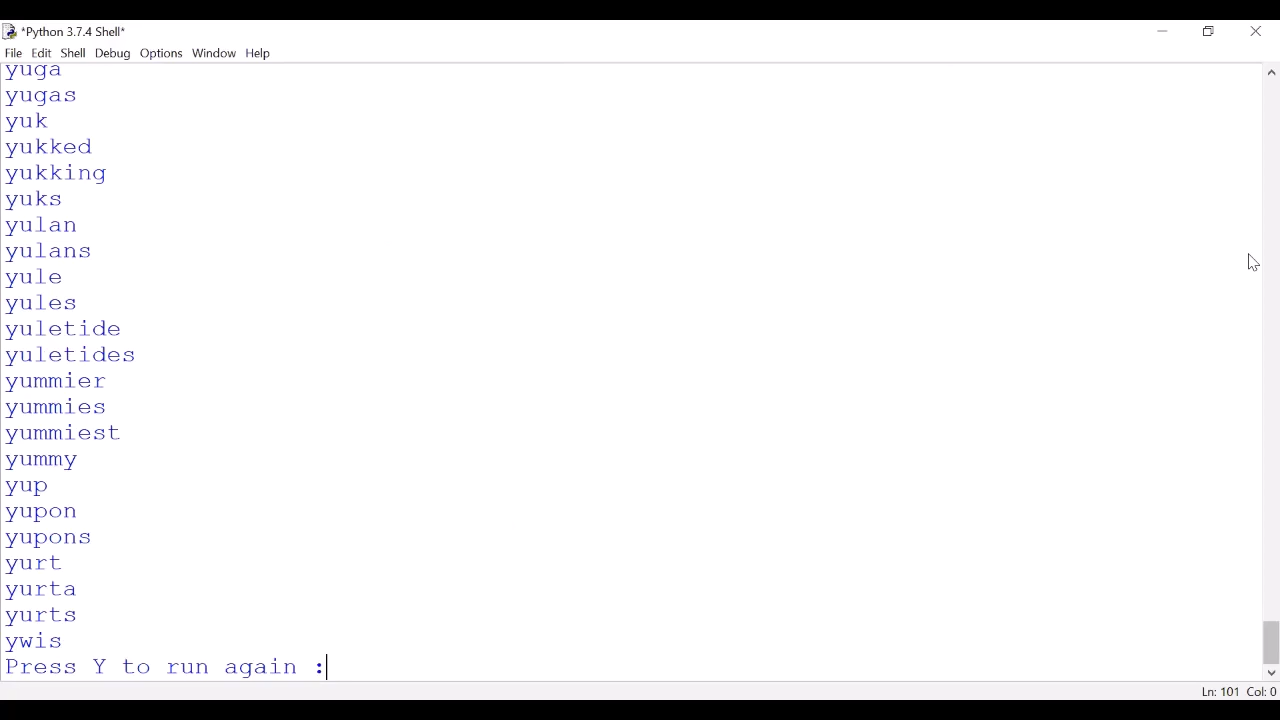 *Python 3.7.4 Shell*
File Edit Shell Debug Options Window Help
yuga
yugas
yuk
yukked
yukking
yuks
yulan
yulans
yule
yules
yuletide
yuletides
yummier
yummies
yummiest
yummy
yup
yupon
yupons
yurt
yurta
yurts
ywis
Press Y to run again :
Ln: 101 Col: 0